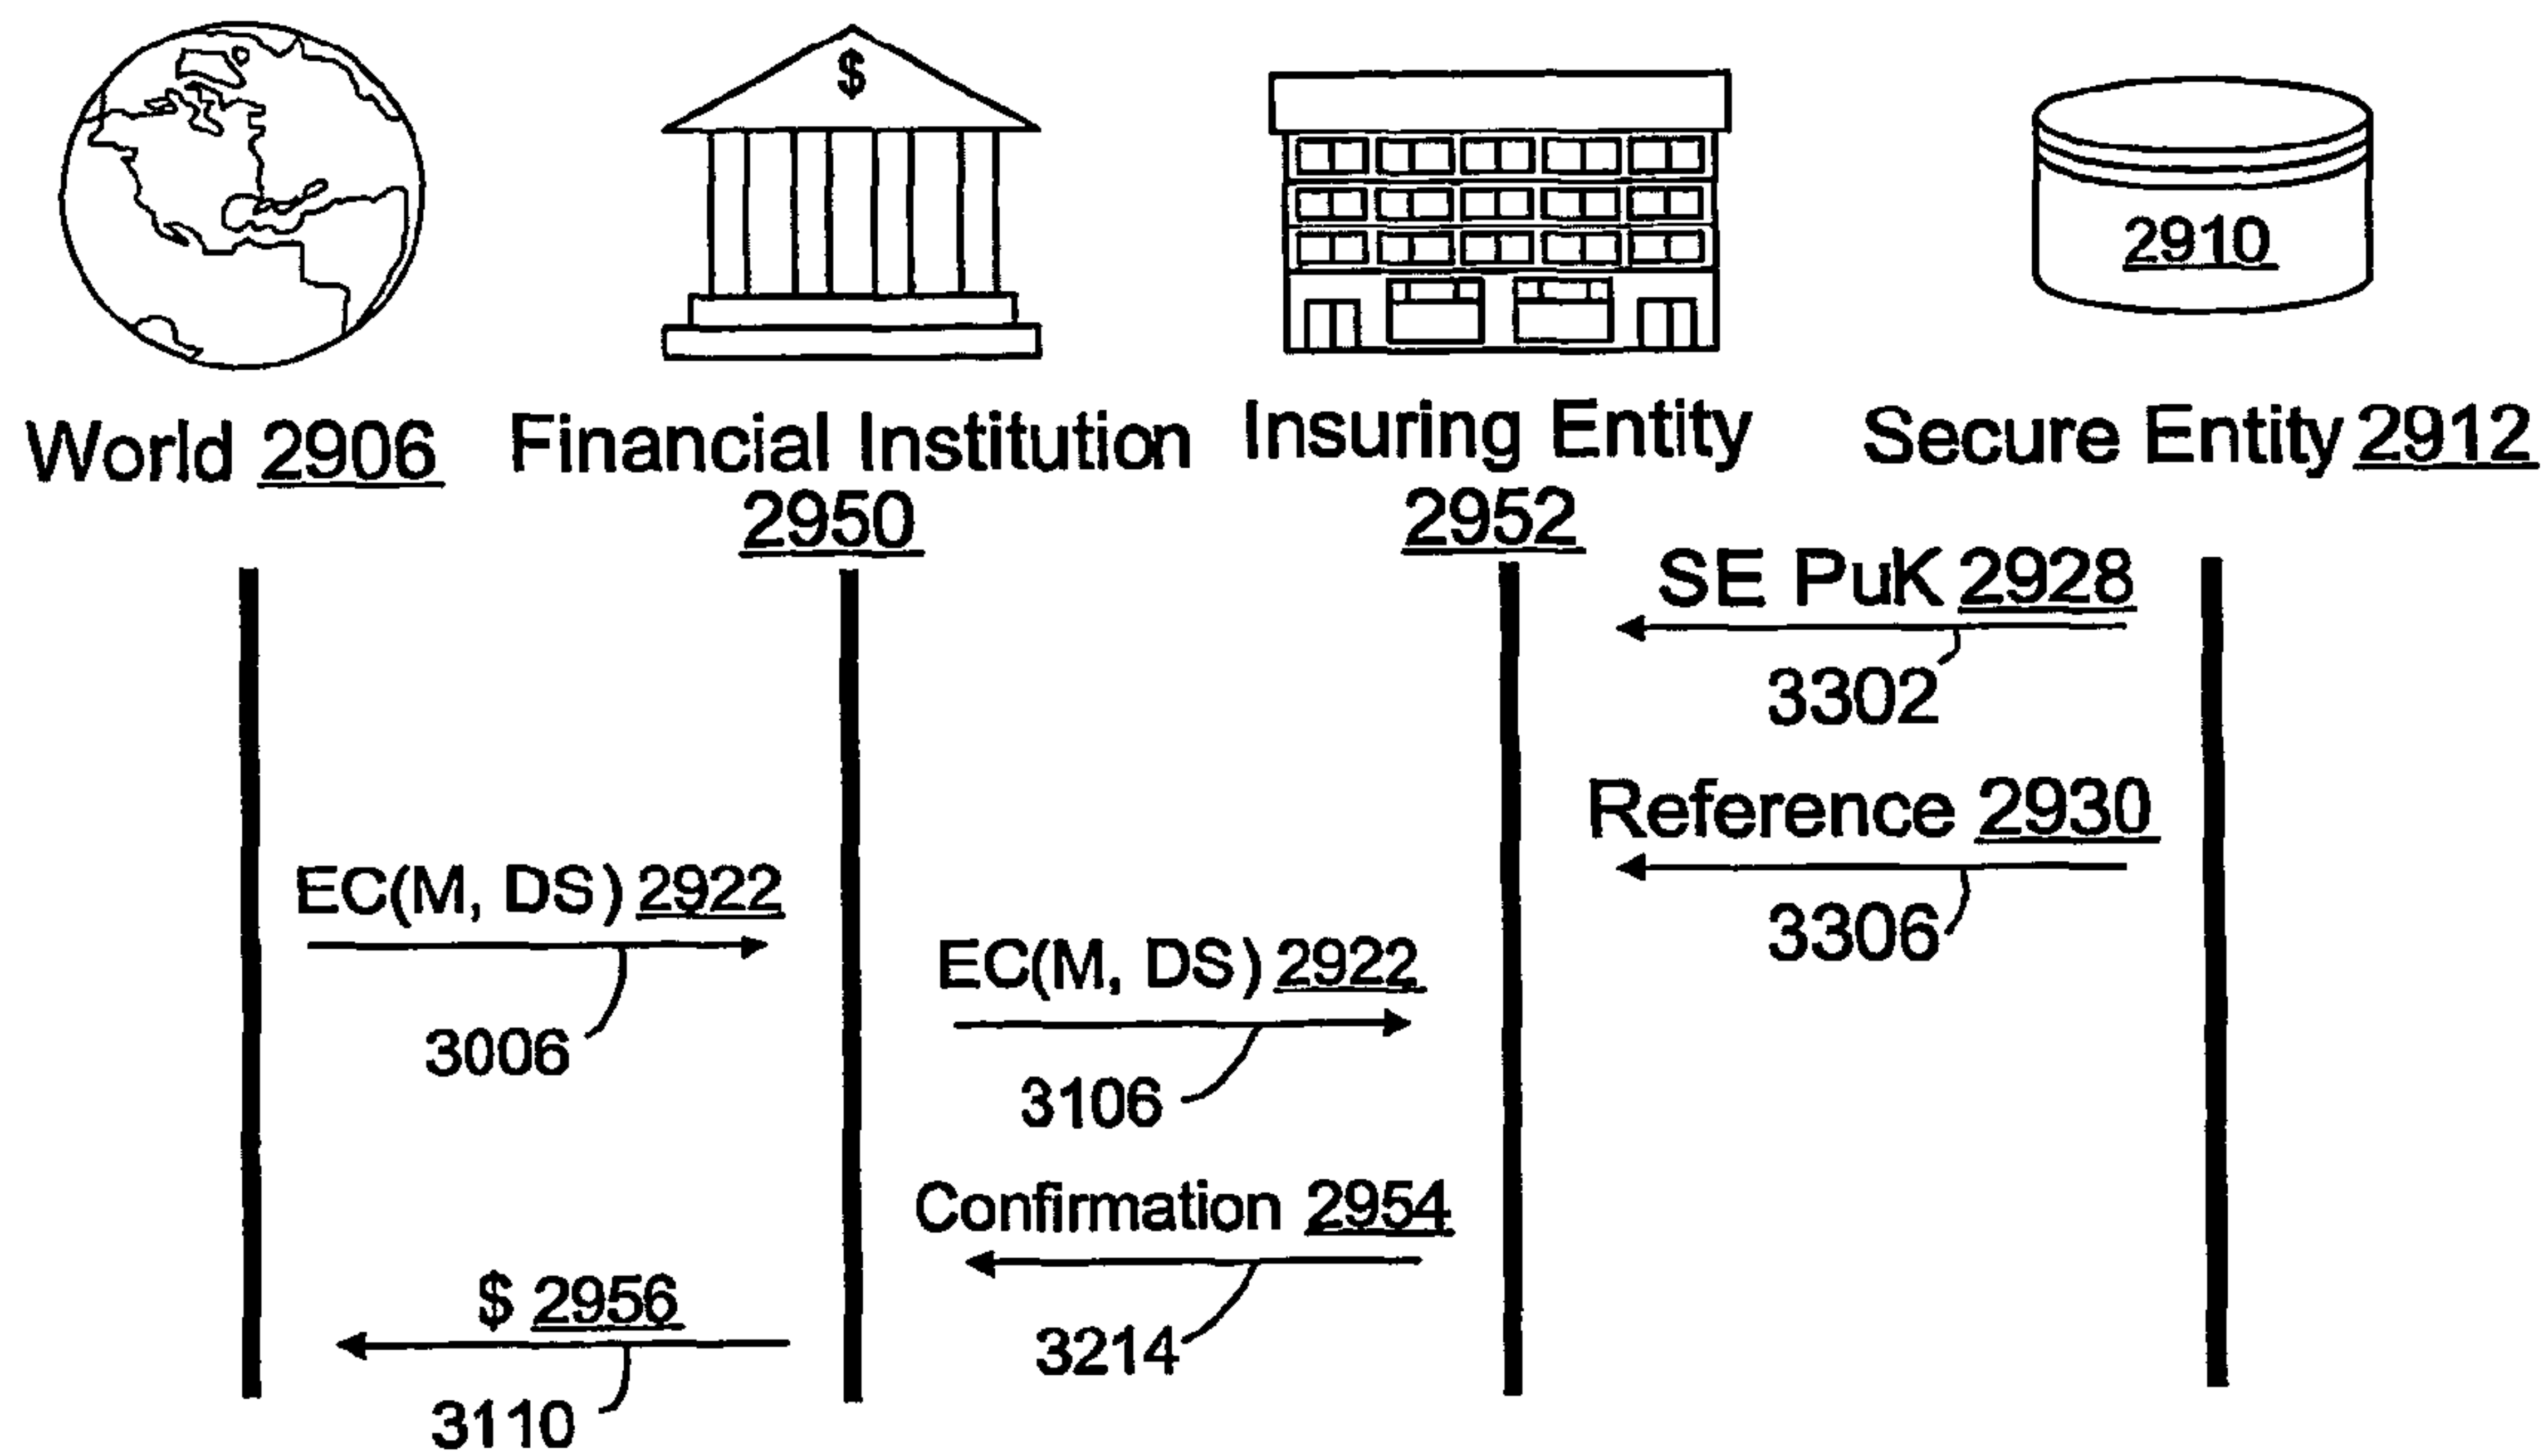 $
2910
World 2906
Financial Institution
2950
Insuring Entity
2952
Secure Entity 2912
SE PuK 2928
3302
Reference 2930
3306
EC(M, DS) 2922
3006
EC(M, DS) 2922
3106
Confirmation 2954
3214
$ 2956
3110